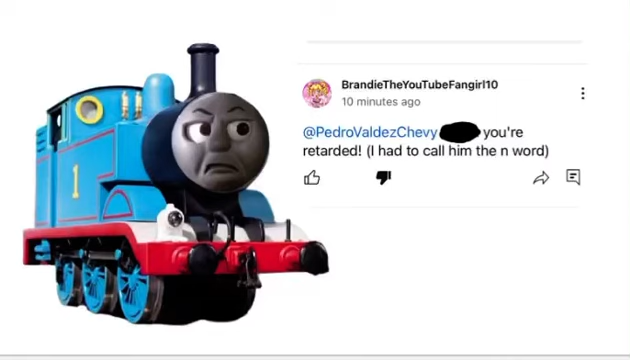 1
BrandieTheYouTubeFangirl10
10 minutes ago
@PedroValdezChevy you're
retarded! (I had to call him the n word)